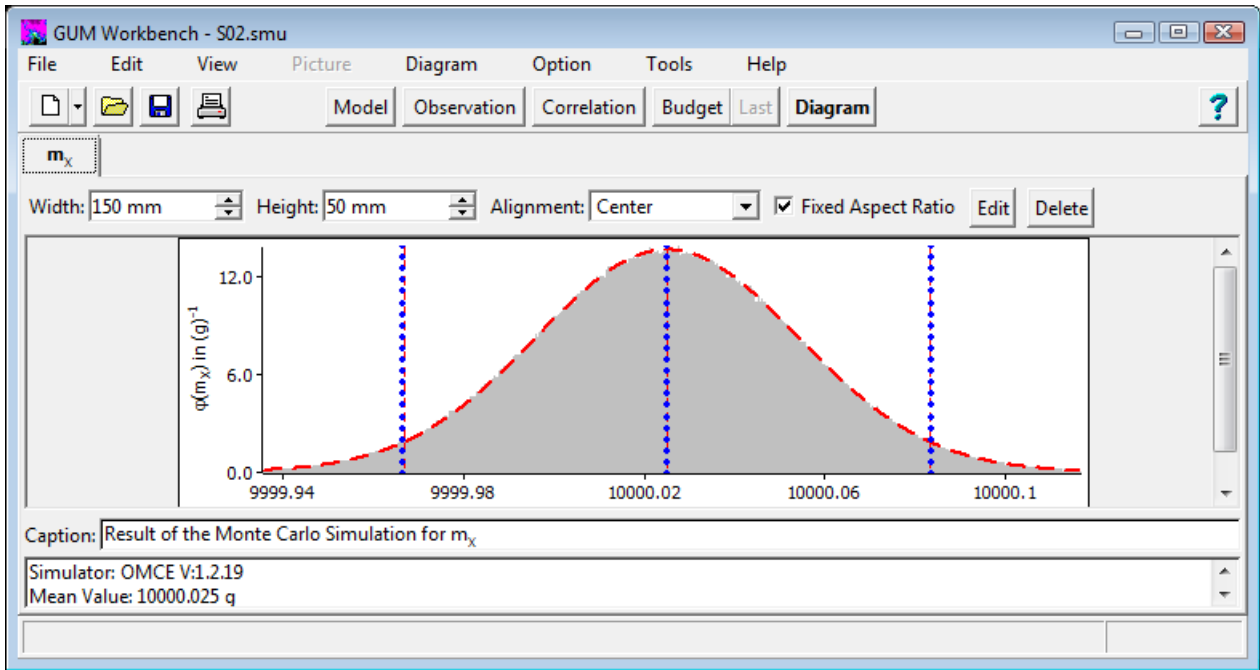 GUM Workbench - S02.smu
File Edit View Picture Diagram Option Tools Help
Model Observation Correlation Budget Last Diagram ?
mX
Width: 150 mm Height: 50 mm Alignment: Center Fixed Aspect Ratio Edit Delete
φ(mX) in (g)⁻¹
12.0
6.0
0.0
9999.94 9999.98 10000.02 10000.06 10000.1
Caption: Result of the Monte Carlo Simulation for mX
Simulator: OMCE V:1.2.19
Mean Value: 10000.025 g